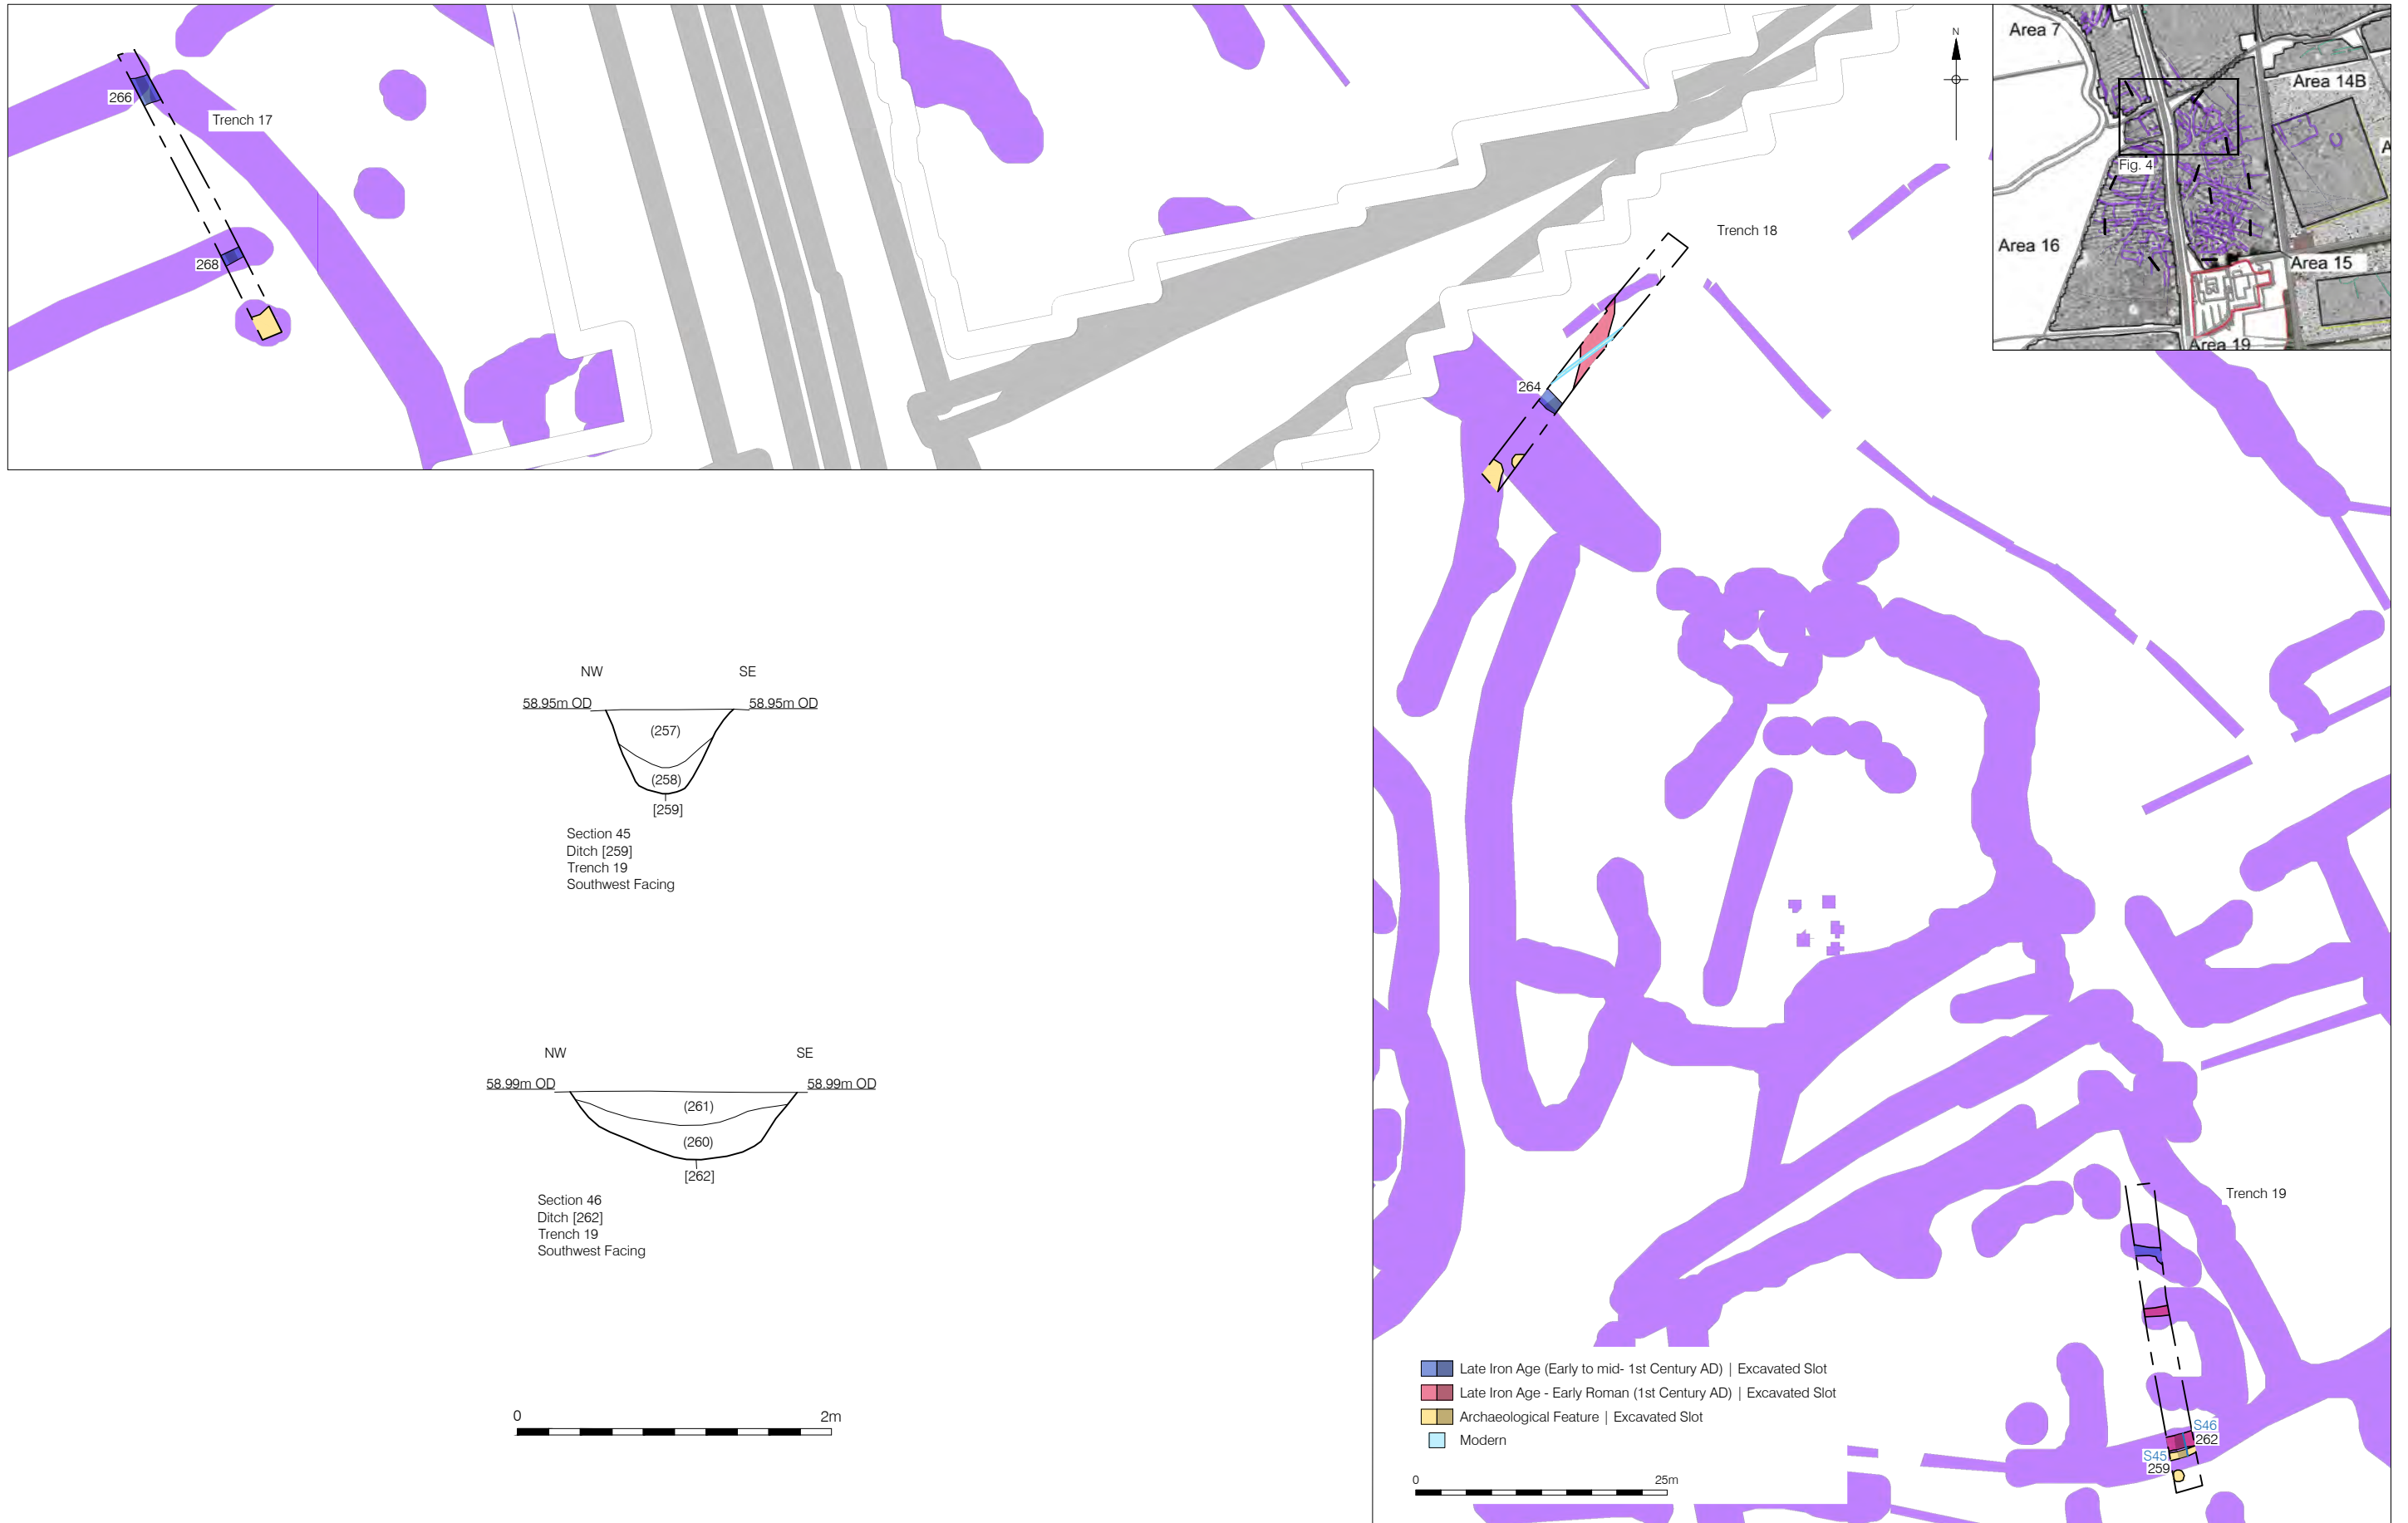 266
Trench 17
268
N
Trench 18
264
Area 7
Area 14B
A
Fig. 4
Area 16
Area 15
Area 19
NW
SE
58.95m OD
58.95m OD
(257)
(258)
[259]
Section 45
Ditch [259]
Trench 19
Southwest Facing
NW
SE
58.99m OD
58.99m OD
(261)
(260)
[262]
Section 46
Ditch [262]
Trench 19
Southwest Facing
0
2m
Trench 19
S46
262
S45
259
Late Iron Age (Early to mid- 1st Century AD) | Excavated Slot
Late Iron Age - Early Roman (1st Century AD) | Excavated Slot
Archaeological Feature | Excavated Slot
Modern
0
25m